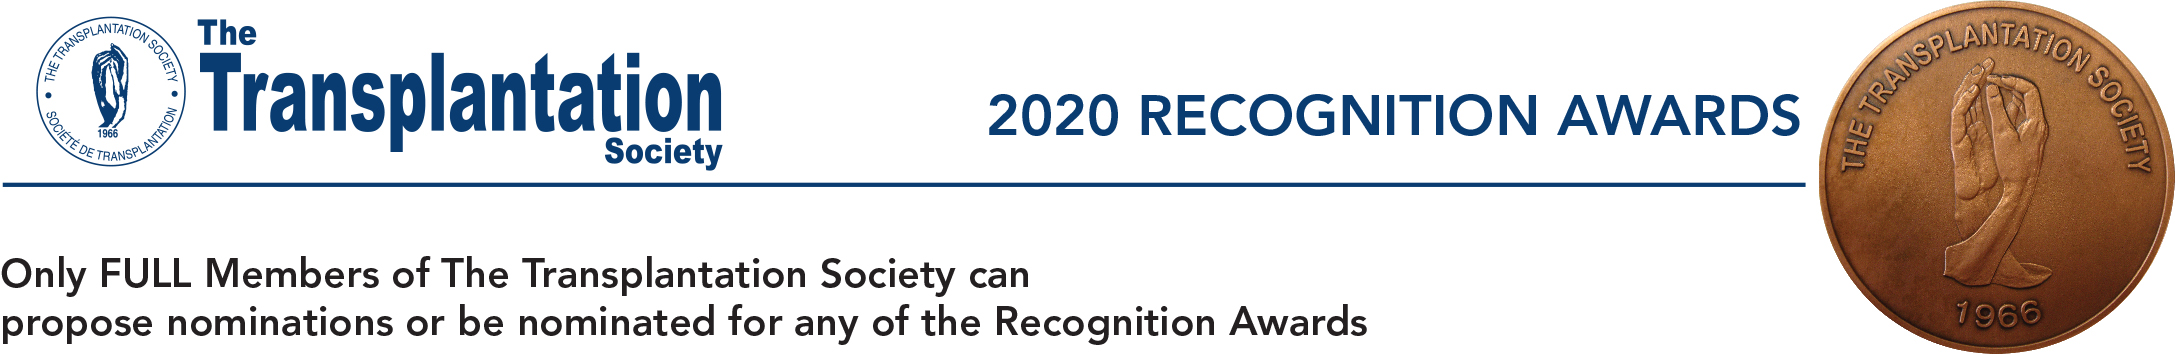 THE TRANSPLANTATION SOCIETY
1966
SOCIÉTÉ DE TRANSPLANTATION
The
Transplantation
Society
2020 RECOGNITION AWARDS
THE TRANSPLANTATION SOCIETY
1966
Only FULL Members of The Transplantation Society can
propose nominations or be nominated for any of the Recognition Awards